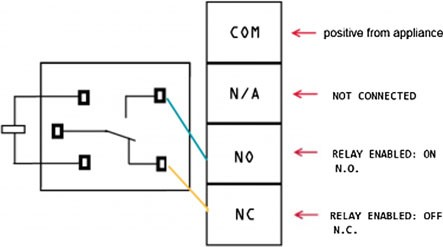 COM
positive from appliance
N/A
NOT CONNECTED
NO
RELAY ENABLED: ON
N.O.
NC
RELAY ENABLED: OFF
N.C.